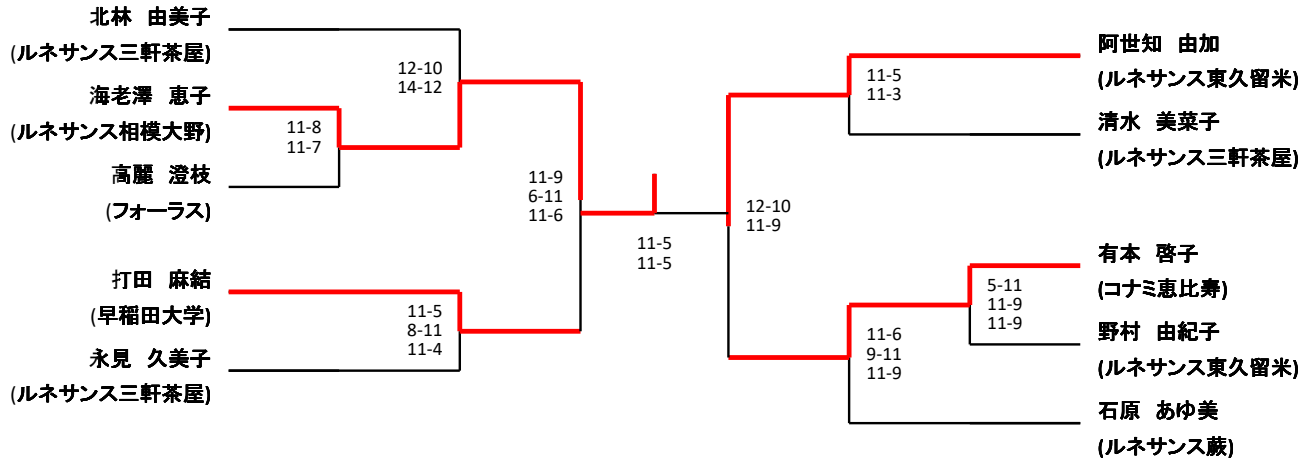 北林　由美子
(ルネサンス三軒茶屋)
12-10
14-12
海老澤　恵子
(ルネサンス相模大野)
11-8
11-7
高麗　澄枝
(フォーラス)
11-9
6-11
11-6
打田　麻結
(早稲田大学)
11-5
8-11
11-4
永見　久美子
(ルネサンス三軒茶屋)
11-5
11-5
阿世知　由加
(ルネサンス東久留米)
11-5
11-3
清水　美菜子
(ルネサンス三軒茶屋)
12-10
11-9
有本　啓子
(コナミ恵比寿)
5-11
11-9
11-9
野村　由紀子
(ルネサンス東久留米)
11-6
9-11
11-9
石原　あゆ美
(ルネサンス蕨)